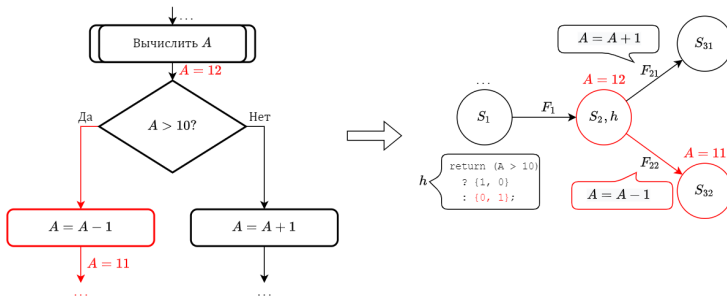 ...
Вычислить A
A = 12
Да
A > 10?
Нет
A = A − 1
A = A + 1
A = 11
...
...
A = A + 1
S31
F21
A = 12
...
S1
F1
S2, h
F22
A = 11
A = A − 1
S32
h
return (A > 10)
? {1, 0}
: {0, 1};